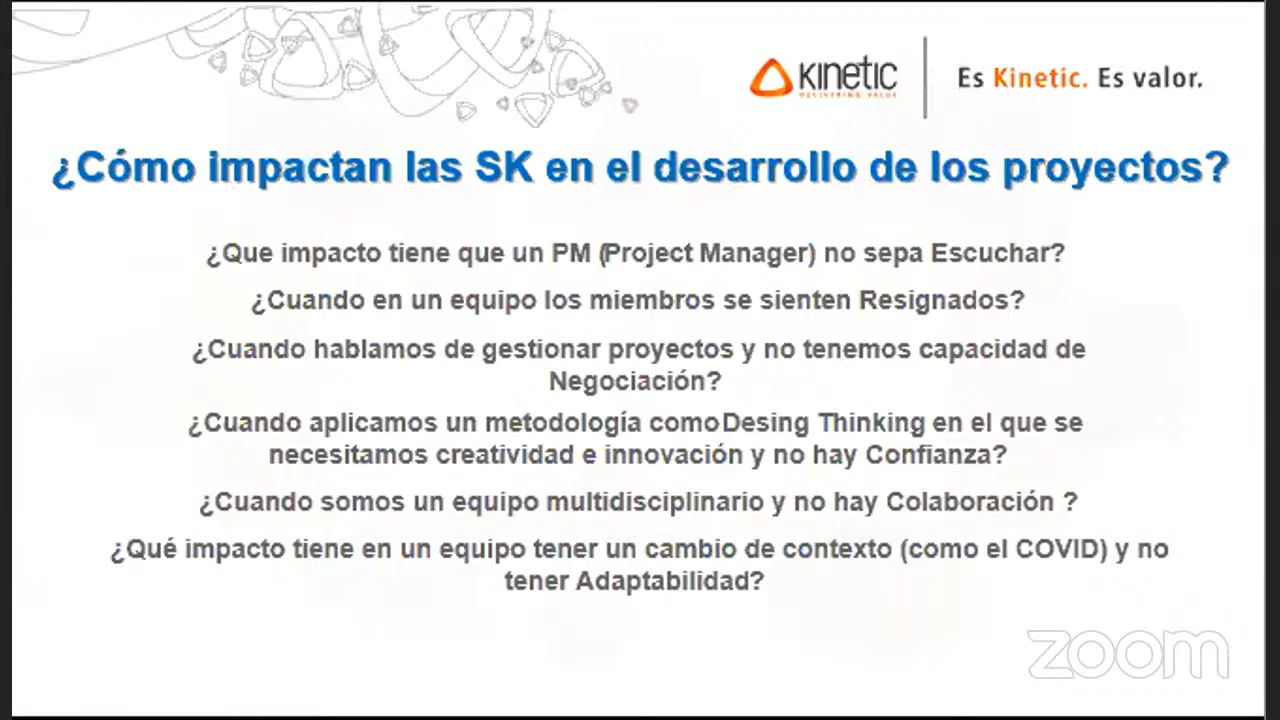 KINETIC
DELIVERING VALUE
Es Kinetic. Es valor.
¿Cómo impactan las SK en el desarrollo de los proyectos?
¿Que impacto tiene que un PM (Project Manager) no sepa Escuchar?
¿Cuando en un equipo los miembros se sienten Resignados?
¿Cuando hablamos de gestionar proyectos y no tenemos capacidad de
Negociación?
¿Cuando aplicamos un metodología como Desing Thinking en el que se
necesitamos creatividad e innovación y no hay Confianza?
¿Cuando somos un equipo multidisciplinario y no hay Colaboración ?
¿Qué impacto tiene en un equipo tener un cambio de contexto (como el COVID) y no
tener Adaptabilidad?
zoom